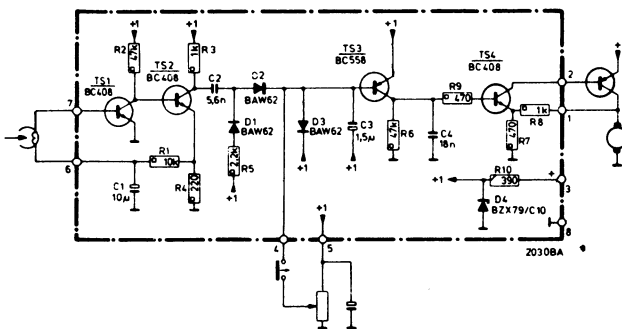 +1
+1
+1
R2
47k
1k
R3
TS1
BC408
TS2
BC408
C2
5,6n
D2
BAW62
D1
BAW62
2,2k
R5
+1
D3
BAW62
+1
TS3
BC558
C3
1,5μ
+1
47k
R6
C4
18n
R9
470
TS4
BC408
470
R7
1k
R8
2
1
+
7
6
R1
10k
C1
10μ
R4
220
+1
R10
390
+
3
D4
BZX79/C10
8
4
5
+1
2030BA